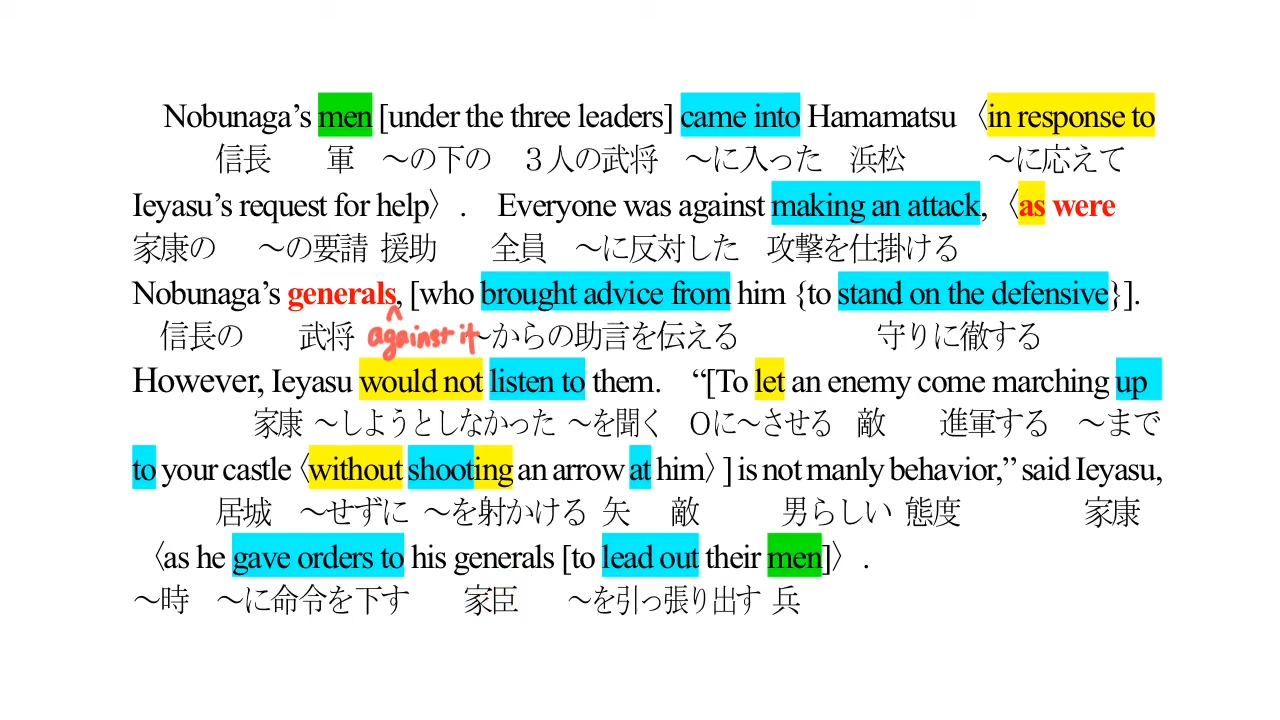 Nobunaga’s men [under the three leaders] came into Hamamatsu 〈in response to
信長 軍 ～の下の ３人の武将 ～に入った 浜松 ～に応えて
Ieyasu’s request for help〉. Everyone was against making an attack, 〈as were
家康の ～の要請 援助 全員 ～に反対した 攻撃を仕掛ける
Nobunaga’s generals, [who brought advice from him {to stand on the defensive}].
信長の 武将 against it ～からの助言を伝える 守りに徹する
However, Ieyasu would not listen to them. “[To let an enemy come marching up
家康 ～しようとしなかった ～を聞く Ｏに～させる 敵 進軍する ～まで
to your castle〈without shooting an arrow at him〉] is not manly behavior,” said Ieyasu,
居城 ～せずに ～を射かける 矢 敵 男らしい 態度 家康
〈as he gave orders to his generals [to lead out their men]〉.
～時 ～に命令を下す 家臣 ～を引っ張り出す 兵